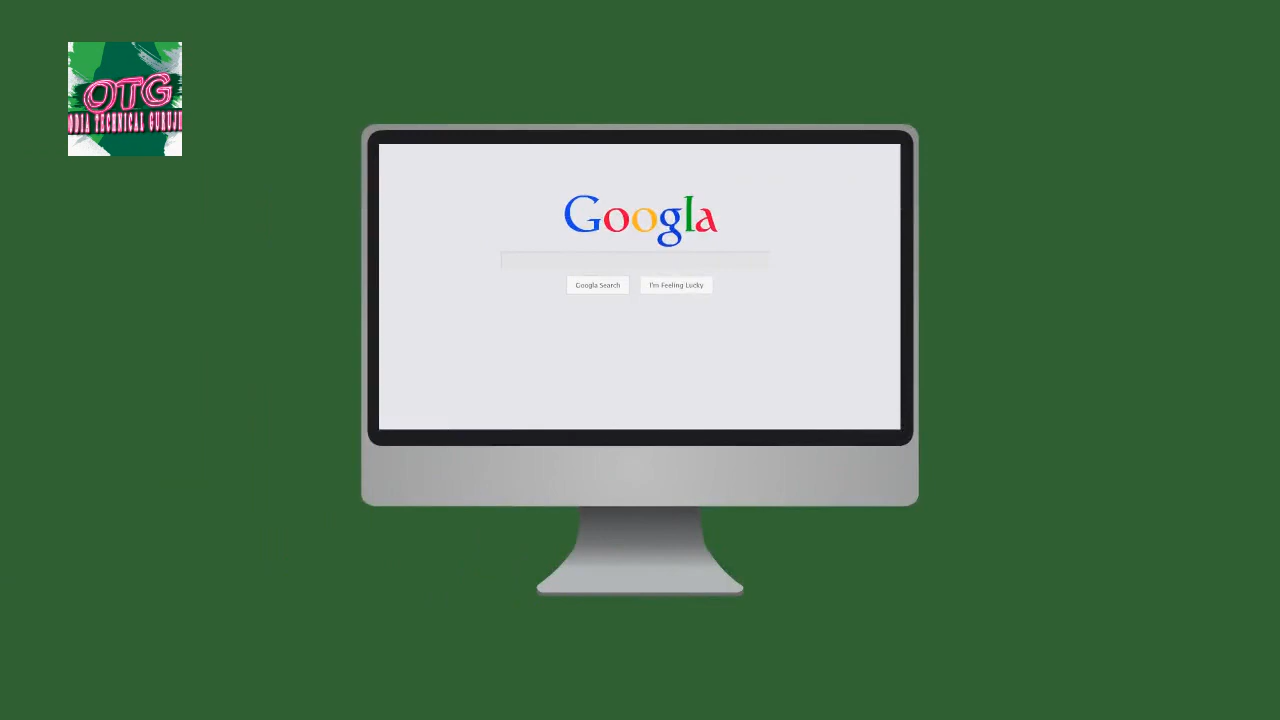 OTG
ODIA TECHNICAL GURUJI
Googla
Googla Search
I'm Feeling Lucky